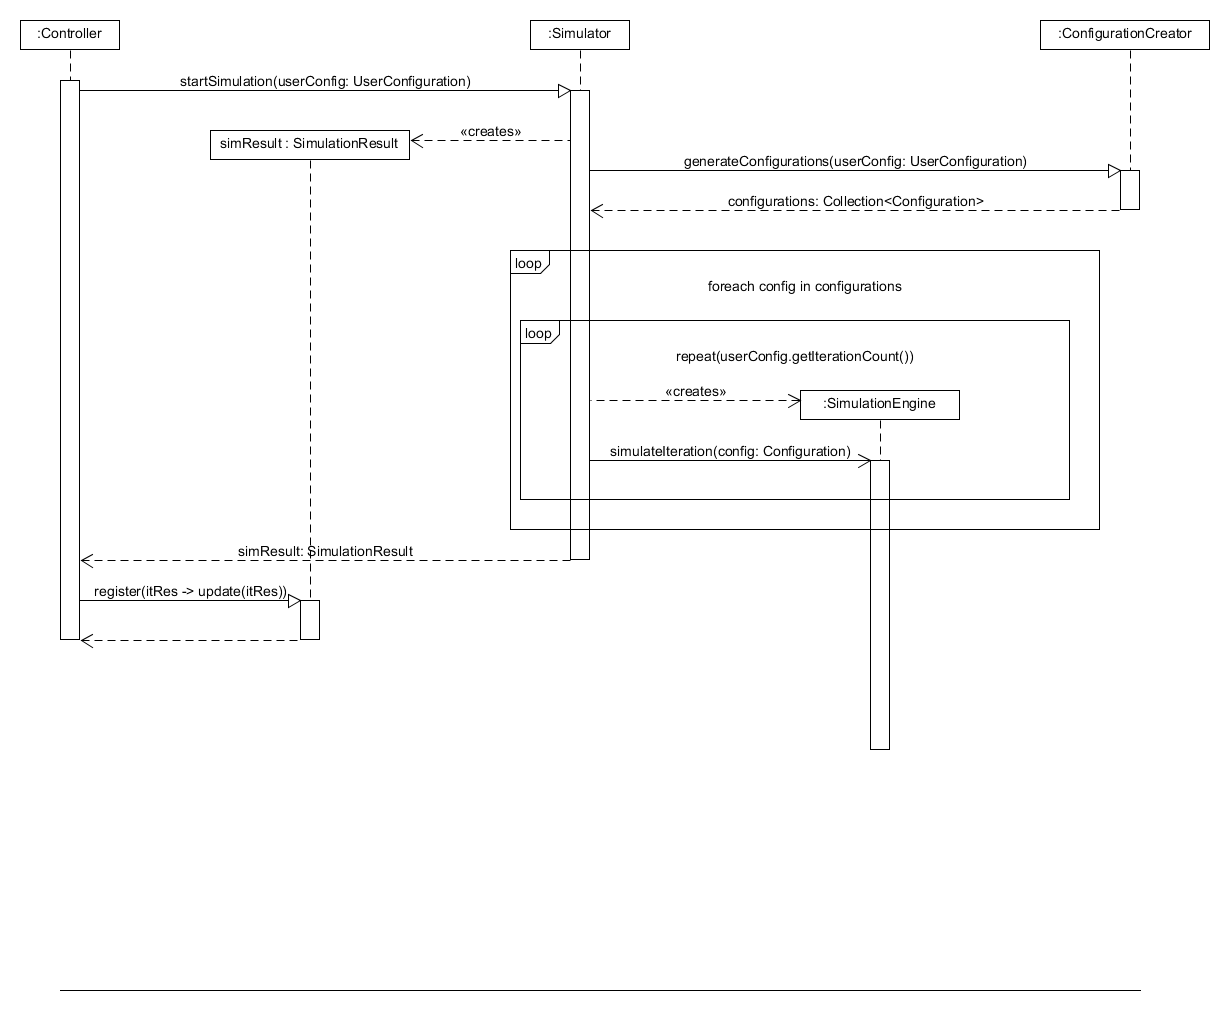 :Controller
:Simulator
:ConfigurationCreator
startSimulation(userConfig: UserConfiguration)
«creates»
simResult : SimulationResult
generateConfigurations(userConfig: UserConfiguration)
configurations: Collection<Configuration>
loop
foreach config in configurations
loop
repeat(userConfig.getIterationCount())
«creates»
:SimulationEngine
simulateIteration(config: Configuration)
simResult: SimulationResult
register(itRes -> update(itRes))